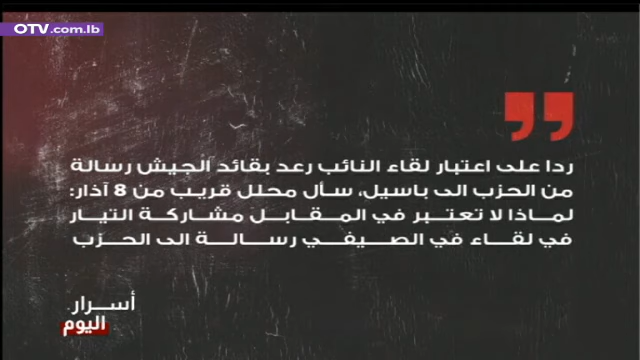 OTV.com.lb
ردا على اعتبار لقاء النائب رعد بقائد الجيش رسالة
من الحزب الى باسيل، سأل محلل قريب من 8 آذار:
لماذا لا تعتبر في المقابل مشاركة التيار
في لقاء في الصيفي رسالة الى الحزب
أسرار
اليوم